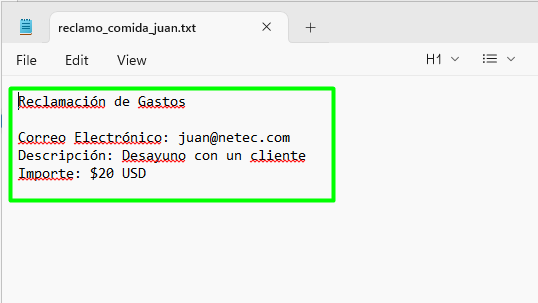 reclamo_comida_juan.txt
File Edit View H1
Reclamación de Gastos
Correo Electrónico: juan@netec.com
Descripción: Desayuno con un cliente
Importe: $20 USD